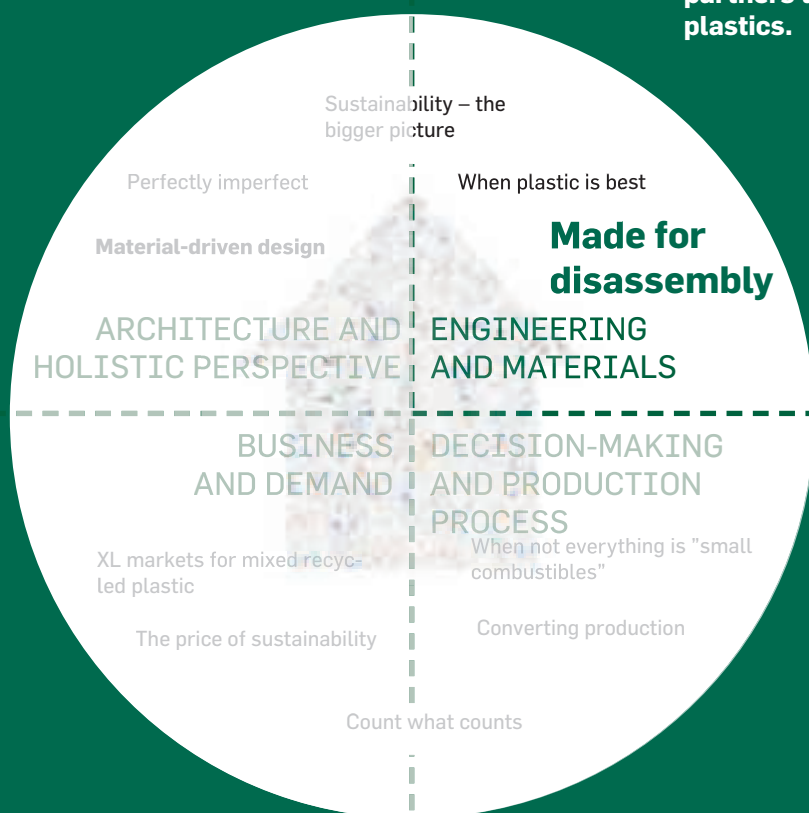 plastics.
Sustainability – the
bigger picture
Perfectly imperfect
When plastic is best
Material-driven design
Made for
disassembly
ARCHITECTURE AND
HOLISTIC PERSPECTIVE
ENGINEERING
AND MATERIALS
BUSINESS
AND DEMAND
DECISION-MAKING
AND PRODUCTION
PROCESS
XL markets for mixed recyc-
led plastic
When not everything is ”small
combustibles”
The price of sustainability
Converting production
Count what counts